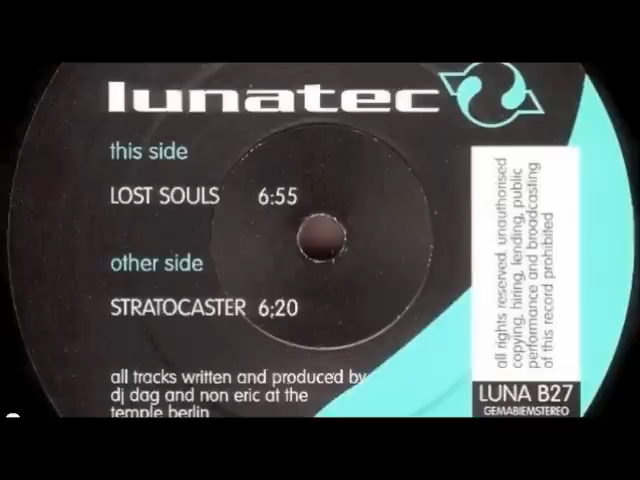 lunatec
this side
LOST SOULS 6:55
other side
STRATOCASTER 6;20
all tracks written and produced by
dj dag and non eric at the
temple berlin
all rights reserved. unauthorised
copying, hiring, lending, public
performance and broadcasting
of this record prohibited
LUNA B27
GEMABIEMSTEREO